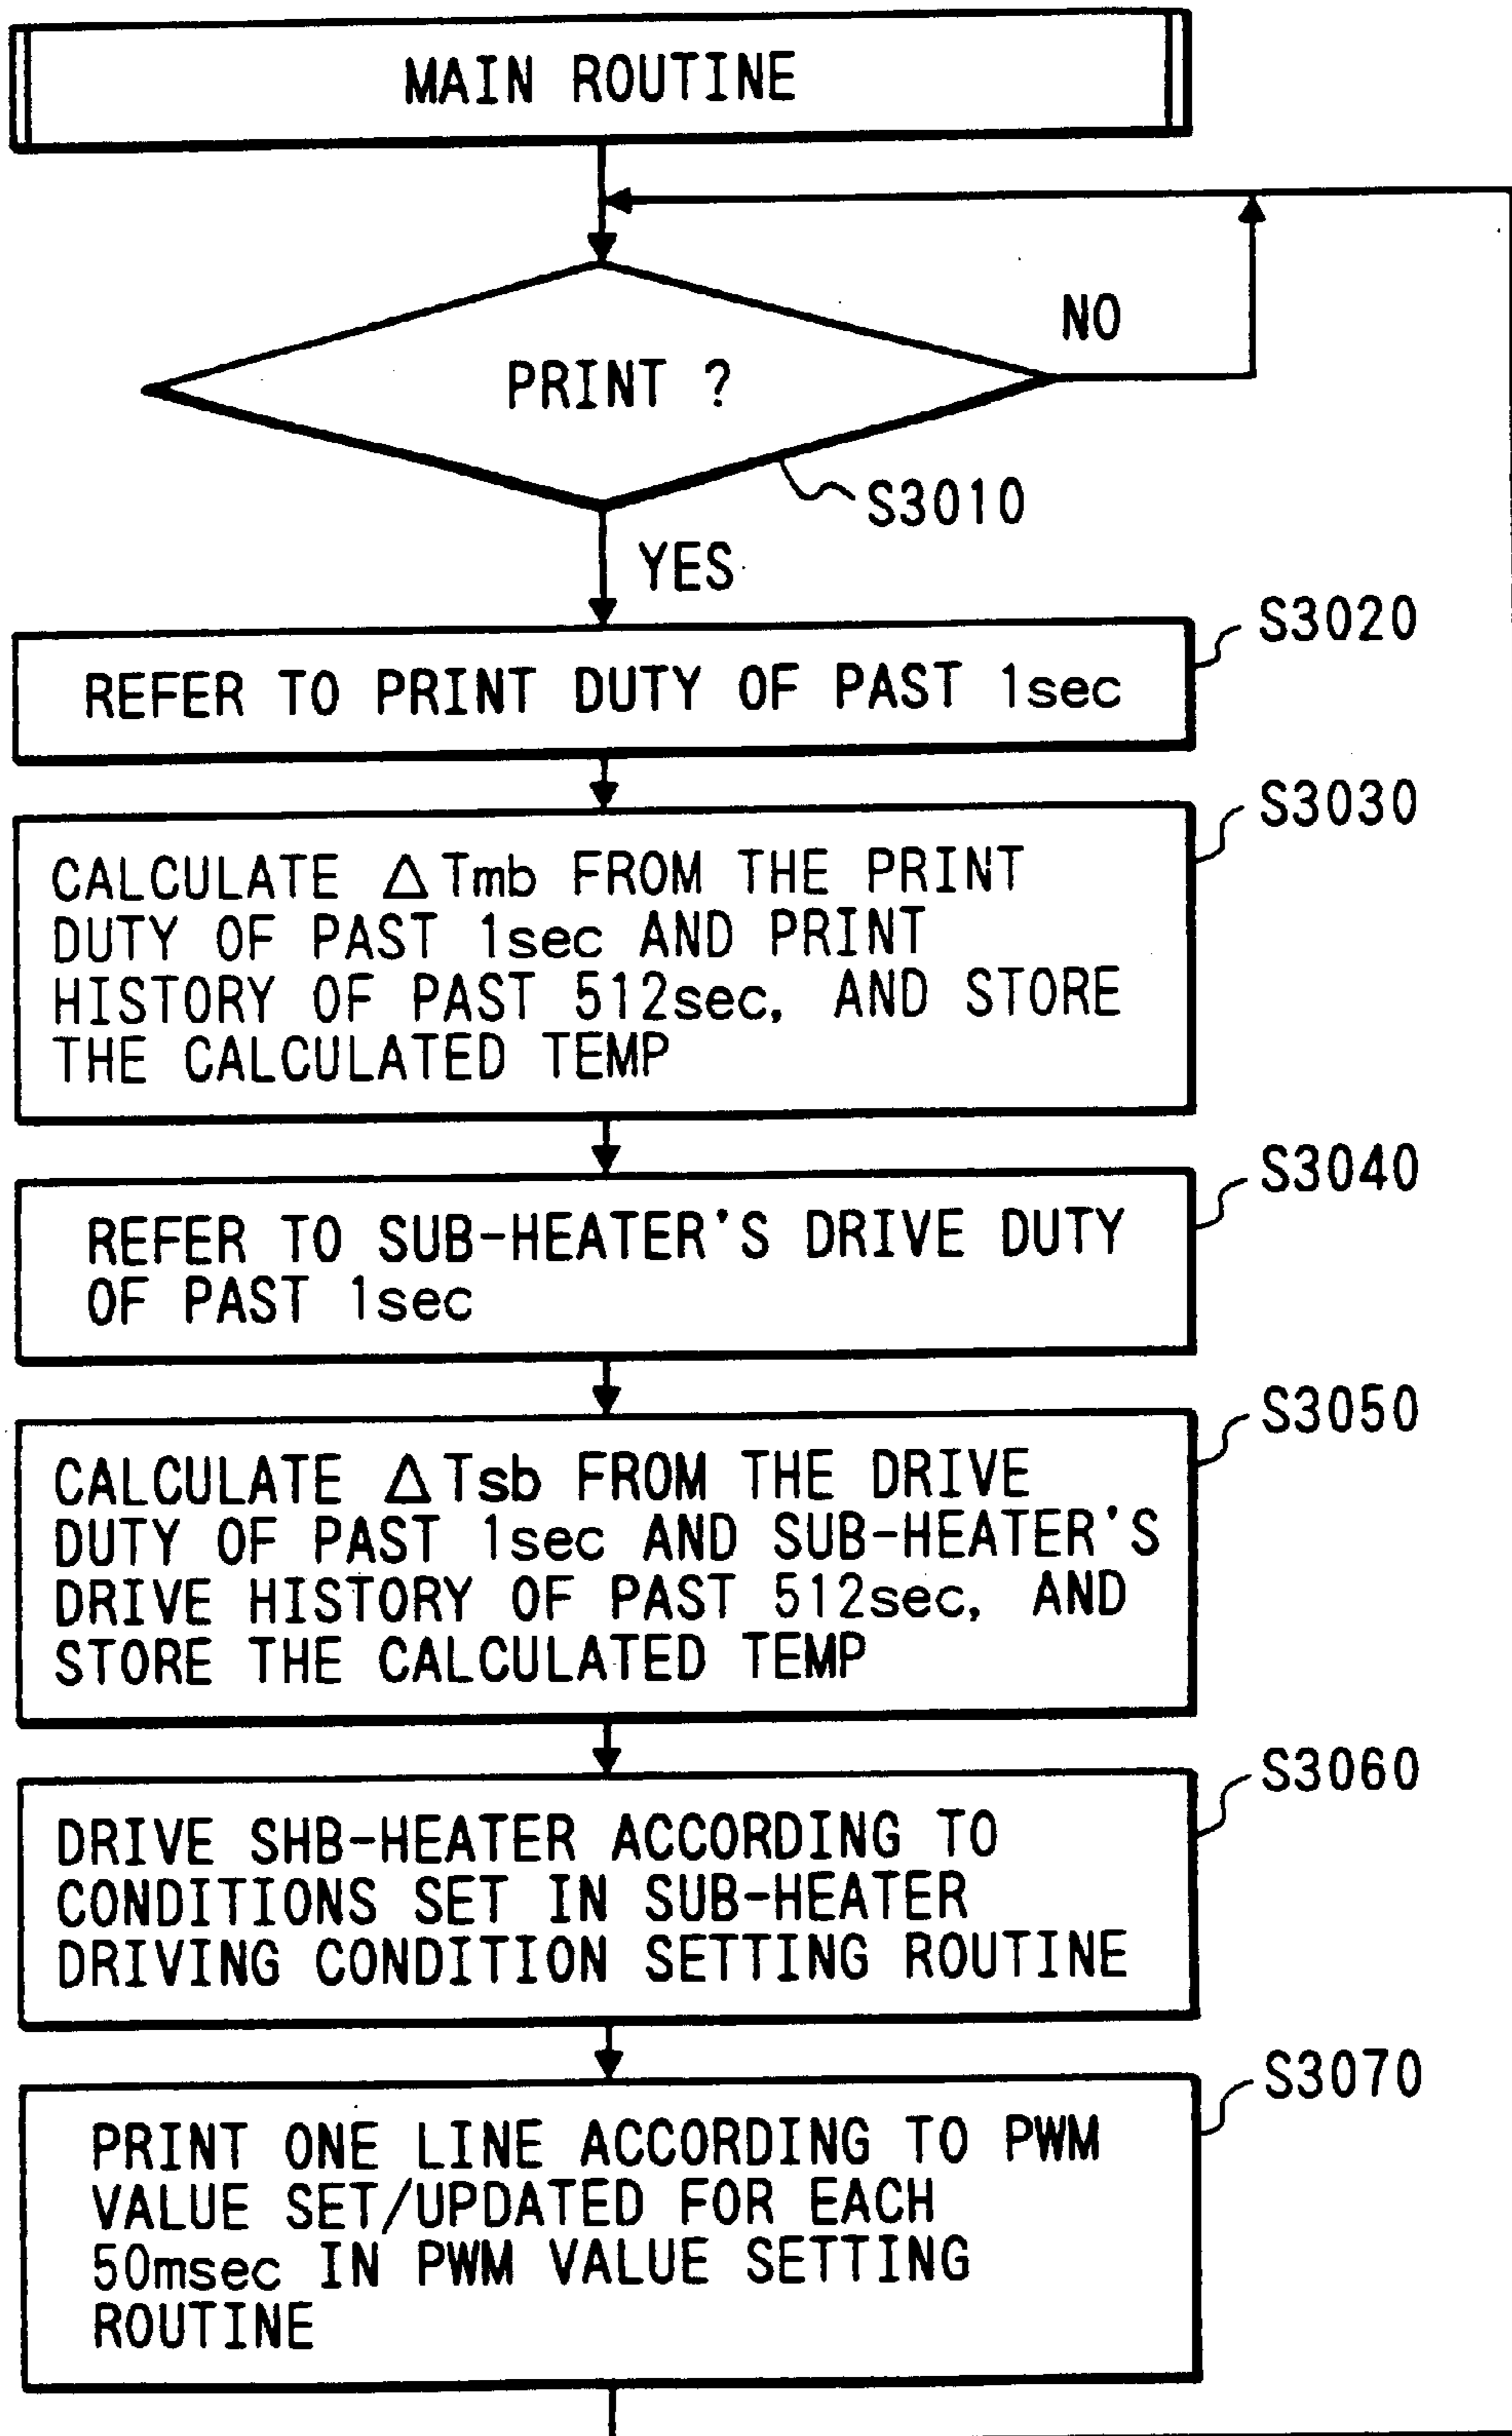 MAIN ROUTINE
NO
PRINT ?
S3010
YES
S3020
REFER TO PRINT DUTY OF PAST 1sec
S3030
CALCULATE △Tmb FROM THE PRINT
DUTY OF PAST 1sec AND PRINT
HISTORY OF PAST 512sec, AND STORE
THE CALCULATED TEMP
S3040
REFER TO SUB-HEATER'S DRIVE DUTY
OF PAST 1sec
S3050
CALCULATE △Tsb FROM THE DRIVE
DUTY OF PAST 1sec AND SUB-HEATER'S
DRIVE HISTORY OF PAST 512sec, AND
STORE THE CALCULATED TEMP
S3060
DRIVE SHB-HEATER ACCORDING TO
CONDITIONS SET IN SUB-HEATER
DRIVING CONDITION SETTING ROUTINE
S3070
PRINT ONE LINE ACCORDING TO PWM
VALUE SET/UPDATED FOR EACH
50msec IN PWM VALUE SETTING
ROUTINE